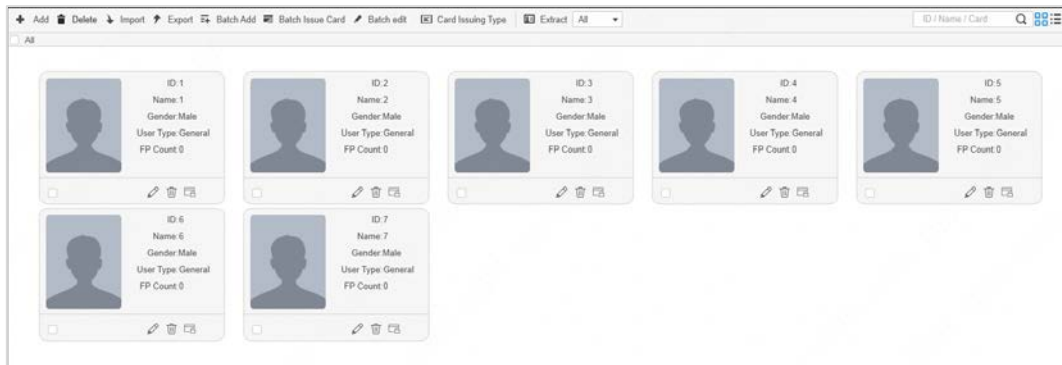 Add Delete Import Export Batch Add Batch Issue Card Batch edit Card Issuing Type Extract All ID / Name / Card
All
ID:1
Name:1
Gender:Male
User Type:General
FP Count:0
ID:2
Name:2
Gender:Male
User Type:General
FP Count:0
ID:3
Name:3
Gender:Male
User Type:General
FP Count:0
ID:4
Name:4
Gender:Male
User Type:General
FP Count:0
ID:5
Name:5
Gender:Male
User Type:General
FP Count:0
ID:6
Name:6
Gender:Male
User Type:General
FP Count:0
ID:7
Name:7
Gender:Male
User Type:General
FP Count:0